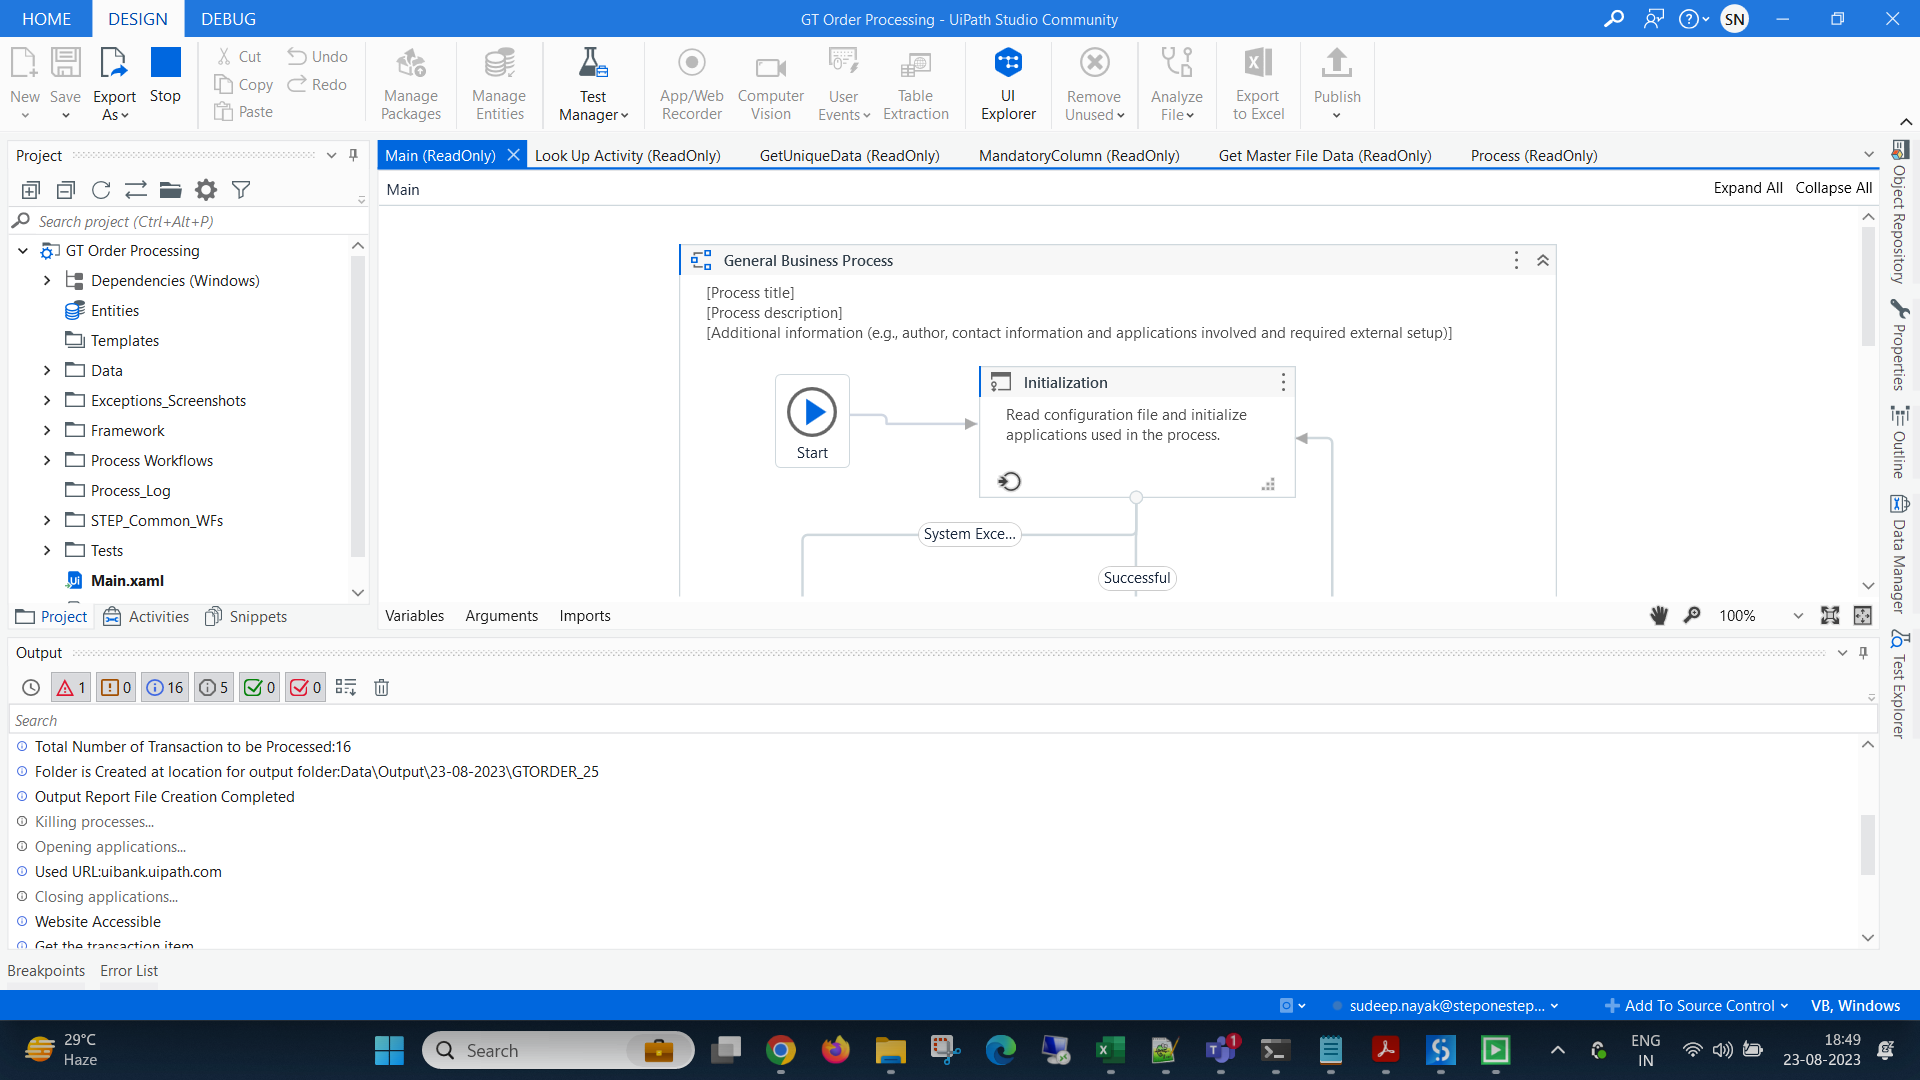 HOME
DESIGN
DEBUG
GT Order Processing - UiPath Studio Community
SN
New
Save
Export As
Stop
Cut
Copy
Paste
Undo
Redo
Manage Packages
Manage Entities
Test Manager
App/Web Recorder
Computer Vision
User Events
Table Extraction
UI Explorer
Remove Unused
Analyze File
Export to Excel
Publish
Project
Search project (Ctrl+Alt+P)
GT Order Processing
Dependencies (Windows)
Entities
Templates
Data
Exceptions_Screenshots
Framework
Process Workflows
Process_Log
STEP_Common_WFs
Tests
Main.xaml
Project
Activities
Snippets
Main (ReadOnly)
Look Up Activity (ReadOnly)
GetUniqueData (ReadOnly)
MandatoryColumn (ReadOnly)
Get Master File Data (ReadOnly)
Process (ReadOnly)
Main
Expand All
Collapse All
General Business Process
[Process title]
[Process description]
[Additional information (e.g., author, contact information and applications involved and required external setup)]
Start
Initialization
Read configuration file and initialize
applications used in the process.
System Exce...
Successful
Variables
Arguments
Imports
100%
Object Repository
Properties
Outline
Data Manager
Test Explorer
Output
1
0
16
5
0
0
Search
Total Number of Transaction to be Processed:16
Folder is Created at location for output folder:Data\Output\23-08-2023\GTORDER_25
Output Report File Creation Completed
Killing processes...
Opening applications...
Used URL:uibank.uipath.com
Closing applications...
Website Accessible
Get the transaction item
Breakpoints
Error List
sudeep.nayak@steponestep...
Add To Source Control
VB, Windows
29°C
Haze
Search
1
ENG
IN
18:49
23-08-2023